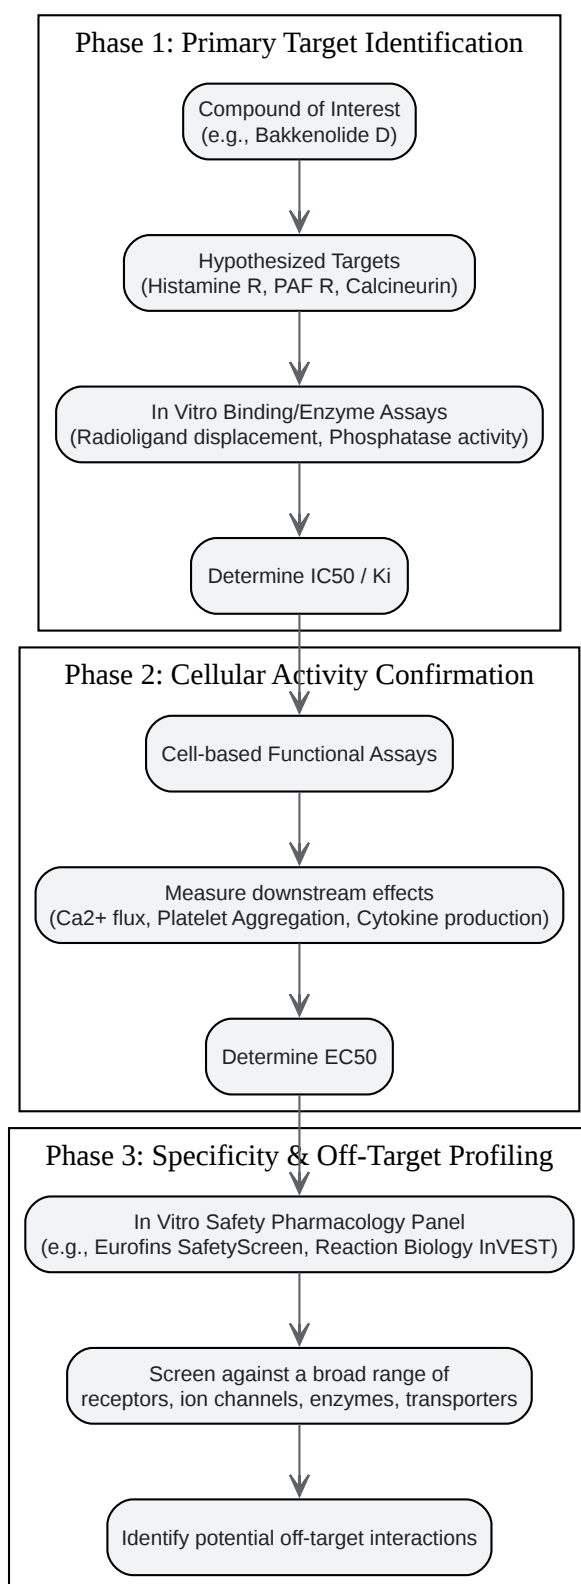 Phase 1: Primary Target Identification
Compound of Interest
(e.g., Bakkenolide D)
Hypothesized Targets
(Histamine R, PAF R, Calcineurin)
In Vitro Binding/Enzyme Assays
(Radioligand displacement, Phosphatase activity)
Determine IC50 / Ki
Phase 2: Cellular Activity Confirmation
Cell-based Functional Assays
Measure downstream effects
(Ca2+ flux, Platelet Aggregation, Cytokine production)
Determine EC50
Phase 3: Specificity & Off-Target Profiling
In Vitro Safety Pharmacology Panel
(e.g., Eurofins SafetyScreen, Reaction Biology InVEST)
Screen against a broad range of
receptors, ion channels, enzymes, transporters
Identify potential off-target interactions